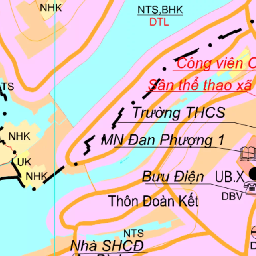 NHK
NTS,BHK
DTL
NHK
Công viên C
TS
Sân thể thao xã
Trường THCS
NHK
MN Đan Phượng 1
UK
NHK
Bưu Điện
UB.X
DBV
Thôn Đoàn Kết
NTS
Nhà SHCĐ